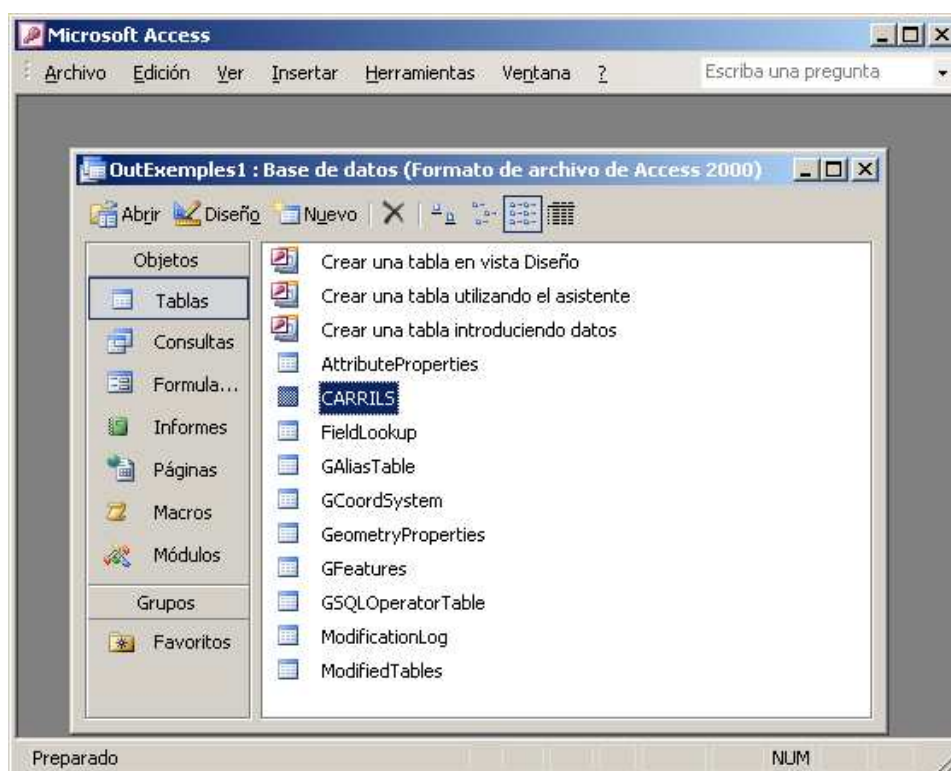 Microsoft Access
Archivo Edición Ver Insertar Herramientas Ventana ? Escriba una pregunta
OutExemples1 : Base de datos (Formato de archivo de Access 2000)
Abrir Diseño Nuevo
Objetos
Tablas
Consultas
Formula...
Informes
Páginas
Macros
Módulos
Grupos
Favoritos
Crear una tabla en vista Diseño
Crear una tabla utilizando el asistente
Crear una tabla introduciendo datos
AttributeProperties
CARRILS
FieldLookup
GAliasTable
GCoordSystem
GeometryProperties
GFeatures
GSQLOperatorTable
ModificationLog
ModifiedTables
Preparado NUM